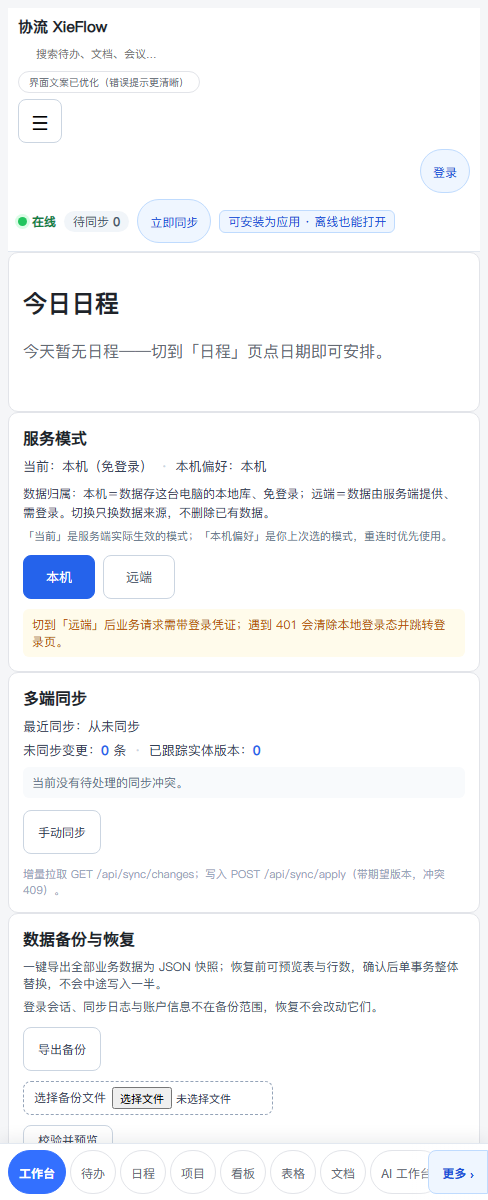 协流 XieFlow
搜索待办、文档、会议…
界面文案已优化（错误提示更清晰）
☰
登录
在线 待同步 0 立即同步 可安装为应用 · 离线也能打开
今日日程
今天暂无日程——切到「日程」页点日期即可安排。
服务模式
当前：本机（免登录） · 本机偏好：本机
数据归属：本机＝数据存这台电脑的本地库、免登录；远端＝数据由服务端提供、
需登录。切换只换数据来源，不删除已有数据。
「当前」是服务端实际生效的模式；「本机偏好」是你上次选的模式，重连时优先使用。
本机 远端
切到「远端」后业务请求需带登录凭证；遇到 401 会清除本地登录态并跳转登
录页。
多端同步
最近同步：从未同步
未同步变更：0 条 · 已跟踪实体版本：0
当前没有待处理的同步冲突。
手动同步
增量拉取 GET /api/sync/changes；写入 POST /api/sync/apply（带期望版本，冲突
409）。
数据备份与恢复
一键导出全部业务数据为 JSON 快照；恢复前可预览表与行数，确认后单事务整体
替换，不会中途写入一半。
登录会话、同步日志与账户信息不在备份范围，恢复不会改动它们。
导出备份
选择备份文件 选择文件 未选择文件
校验并预览
工作台 待办 日程 项目 看板 表格 文档 AI 工作台 更多 ›